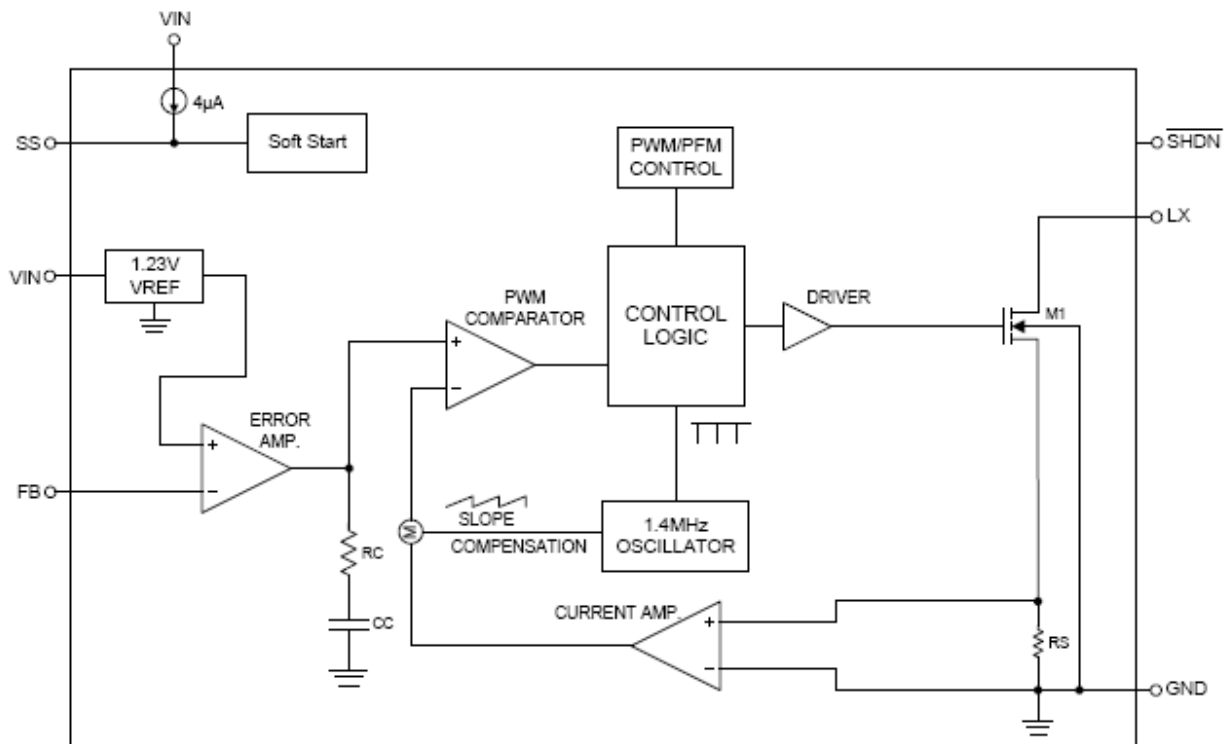 VIN
4µA
SS
Soft Start
PWM/PFM
CONTROL
SHDN
LX
VIN
1.23V
VREF
PWM
COMPARATOR
+
−
CONTROL
LOGIC
DRIVER
M1
ERROR
AMP.
+
−
FB
SLOPE
COMPENSATION
M
1.4MHz
OSCILLATOR
RC
CC
CURRENT AMP.
+
−
RS
GND